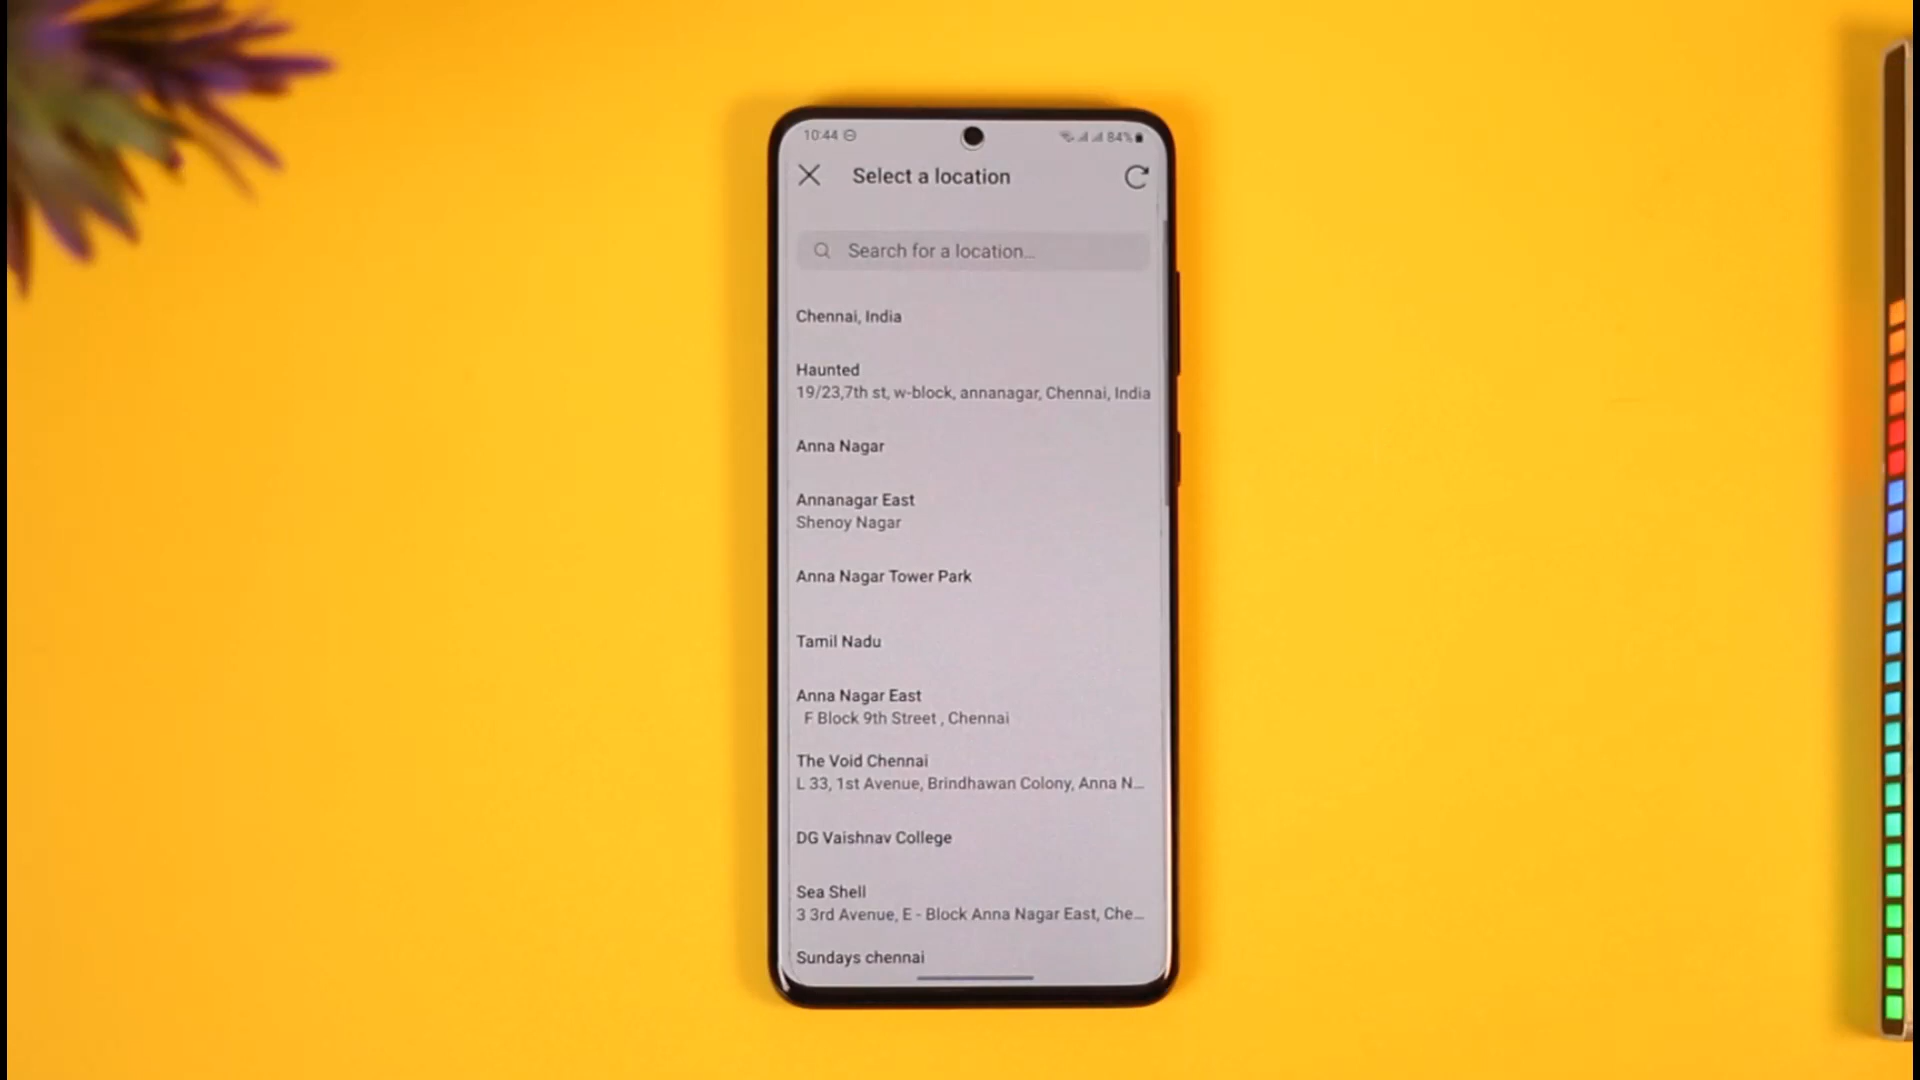 10:44
84%
Select a location
Search for a location...
Chennai, India
Haunted
19/23,7th st, w-block, annanagar, Chennai, India
Anna Nagar
Annanagar East
Shenoy Nagar
Anna Nagar Tower Park
Tamil Nadu
Anna Nagar East
F Block 9th Street , Chennai
The Void Chennai
L 33, 1st Avenue, Brindhawan Colony, Anna N...
DG Vaishnav College
Sea Shell
3 3rd Avenue, E - Block Anna Nagar East, Che...
Sundays chennai